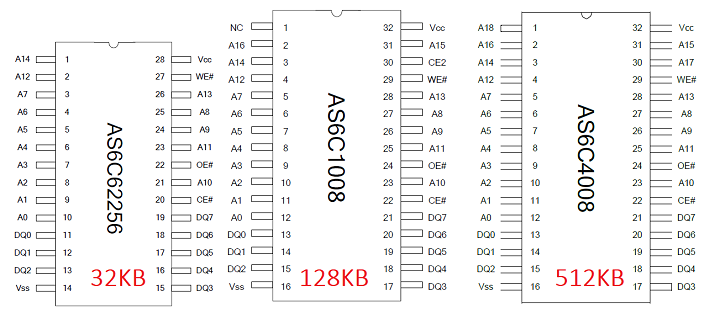 AS6C62256
32KB
A14 1 28 Vcc
A12 2 27 WE#
A7 3 26 A13
A6 4 25 A8
A5 5 24 A9
A4 6 23 A11
A3 7 22 OE#
A2 8 21 A10
A1 9 20 CE#
A0 10 19 DQ7
DQ0 11 18 DQ6
DQ1 12 17 DQ5
DQ2 13 16 DQ4
Vss 14 15 DQ3
AS6C1008
128KB
NC 1 32 Vcc
A16 2 31 A15
A14 3 30 CE2
A12 4 29 WE#
A7 5 28 A13
A6 6 27 A8
A5 7 26 A9
A4 8 25 A11
A3 9 24 OE#
A2 10 23 A10
A1 11 22 CE#
A0 12 21 DQ7
DQ0 13 20 DQ6
DQ1 14 19 DQ5
DQ2 15 18 DQ4
Vss 16 17 DQ3
AS6C4008
512KB
A18 1 32 Vcc
A16 2 31 A15
A14 3 30 A17
A12 4 29 WE#
A7 5 28 A13
A6 6 27 A8
A5 7 26 A9
A4 8 25 A11
A3 9 24 OE#
A2 10 23 A10
A1 11 22 CE#
A0 12 21 DQ7
DQ0 13 20 DQ6
DQ1 14 19 DQ5
DQ2 15 18 DQ4
Vss 16 17 DQ3